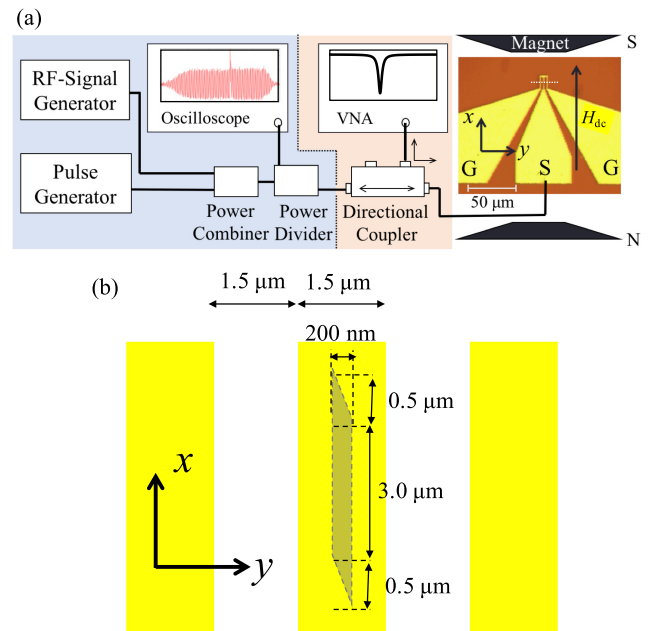 (a)
RF-Signal
Generator
Pulse
Generator
Oscilloscope
Power
Combiner
Power
Divider
VNA
Directional
Coupler
Magnet
S
x
y
H_dc
G
S
G
50 μm
N
(b)
1.5 μm
1.5 μm
200 nm
0.5 μm
3.0 μm
0.5 μm
x
y